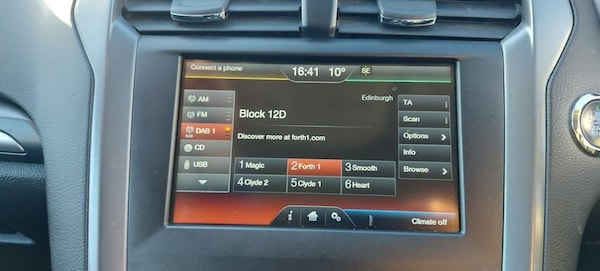 Connect a phone
16:41 10° SE
Edinburgh
AM
FM
DAB 1
CD
USB
Block 12D
Discover more at forth1.com
TA
Scan
Options
Info
Browse
1 Magic 2 Forth 1 3 Smooth
4 Clyde 2 5 Clyde 1 6 Heart
i
Climate off